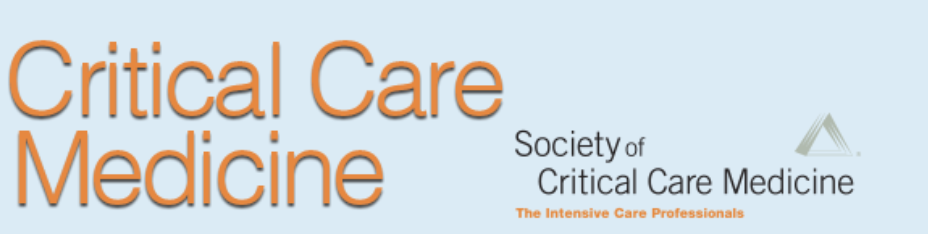 Critical Care
Medicine
Society of
Critical Care Medicine
The Intensive Care Professionals